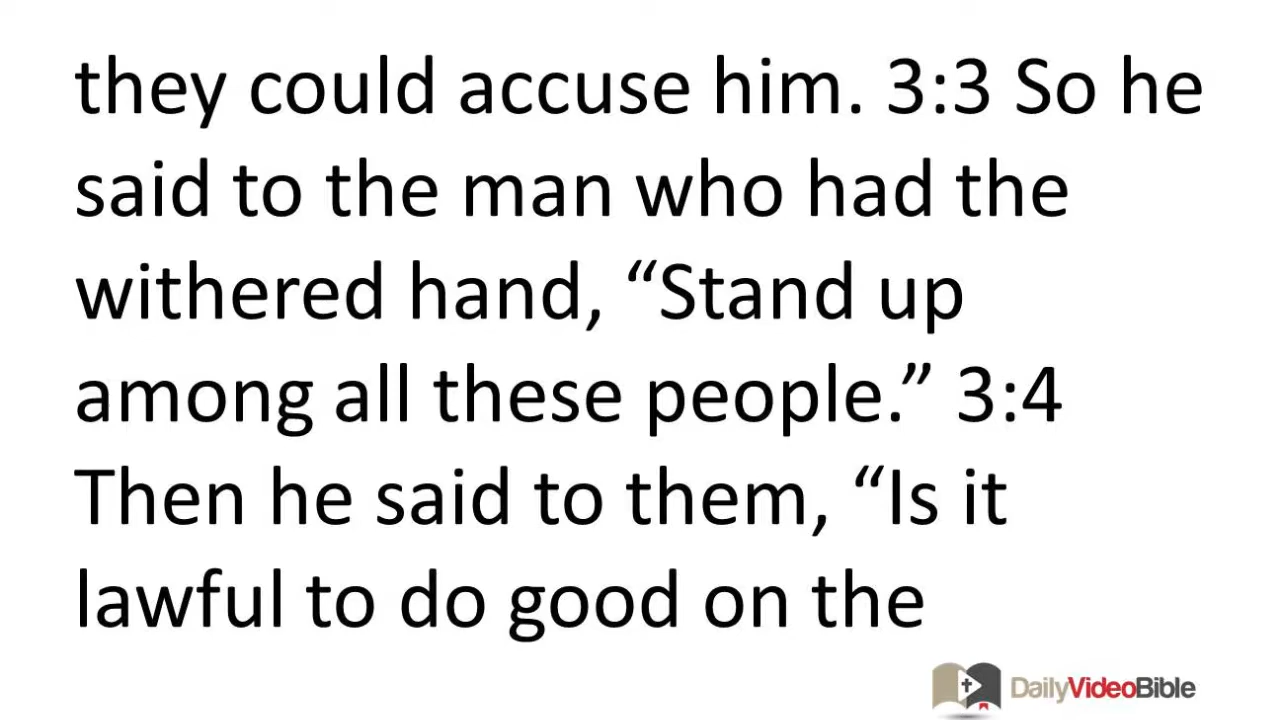 they could accuse him. 3:3 So he
said to the man who had the
withered hand, “Stand up
among all these people.” 3:4
Then he said to them, “Is it
lawful to do good on the
DailyVideoBible